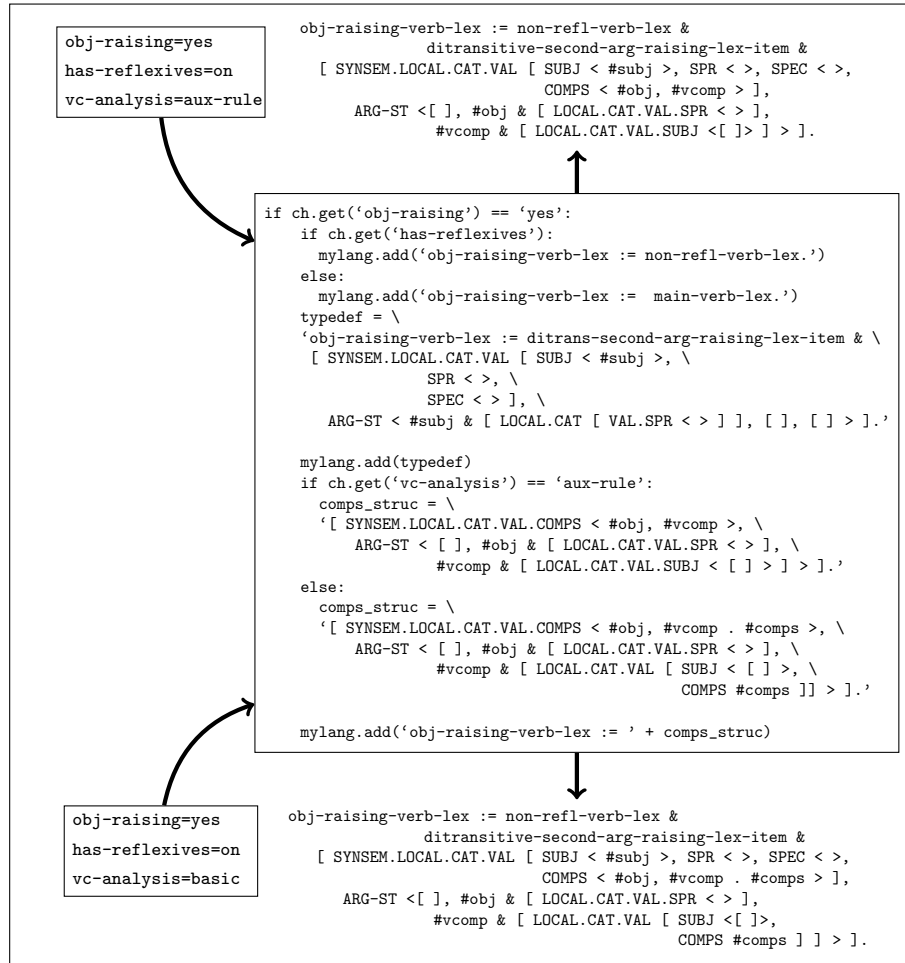 obj-raising=yes
has-reflexives=on
vc-analysis=aux-rule
obj-raising-verb-lex := non-refl-verb-lex &
ditransitive-second-arg-raising-lex-item &
[ SYNSEM.LOCAL.CAT.VAL [ SUBJ < #subj >, SPR < >, SPEC < >,
COMPS < #obj, #vcomp > ],
ARG-ST <[ ], #obj & [ LOCAL.CAT.VAL.SPR < > ],
#vcomp & [ LOCAL.CAT.VAL.SUBJ <[ ]> ] > ].
if ch.get(‘obj-raising’) == ‘yes’:
if ch.get(‘has-reflexives’):
mylang.add(‘obj-raising-verb-lex := non-refl-verb-lex.’)
else:
mylang.add(‘obj-raising-verb-lex :=  main-verb-lex.’)
typedef = \
‘obj-raising-verb-lex := ditrans-second-arg-raising-lex-item & \
[ SYNSEM.LOCAL.CAT.VAL [ SUBJ < #subj >, \
SPR < >, \
SPEC < > ], \
ARG-ST < #subj & [ LOCAL.CAT [ VAL.SPR < > ] ], [ ], [ ] > ].’
mylang.add(typedef)
if ch.get(‘vc-analysis’) == ‘aux-rule’:
comps_struc = \
‘[ SYNSEM.LOCAL.CAT.VAL.COMPS < #obj, #vcomp >, \
ARG-ST < [ ], #obj & [ LOCAL.CAT.VAL.SPR < > ], \
#vcomp & [ LOCAL.CAT.VAL.SUBJ < [ ] > ] > ].’
else:
comps_struc = \
‘[ SYNSEM.LOCAL.CAT.VAL.COMPS < #obj, #vcomp . #comps >, \
ARG-ST < [ ], #obj & [ LOCAL.CAT.VAL.SPR < > ], \
#vcomp & [ LOCAL.CAT.VAL [ SUBJ < [ ] >, \
COMPS #comps ]] > ].’
mylang.add(‘obj-raising-verb-lex := ’ + comps_struc)
obj-raising=yes
has-reflexives=on
vc-analysis=basic
obj-raising-verb-lex := non-refl-verb-lex &
ditransitive-second-arg-raising-lex-item &
[ SYNSEM.LOCAL.CAT.VAL [ SUBJ < #subj >, SPR < >, SPEC < >,
COMPS < #obj, #vcomp . #comps > ],
ARG-ST <[ ], #obj & [ LOCAL.CAT.VAL.SPR < > ],
#vcomp & [ LOCAL.CAT.VAL [ SUBJ <[ ]>,
COMPS #comps ] ] > ].